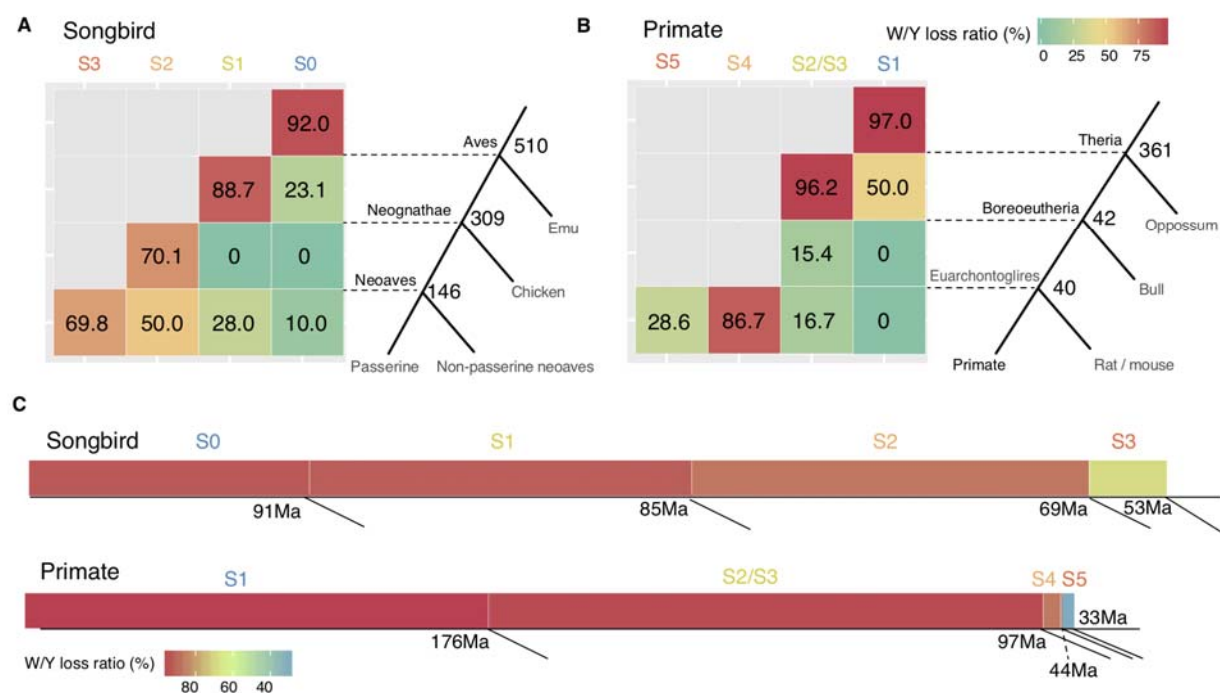 A
Songbird
S3 S2 S1 S0
92.0
88.7 23.1
70.1 0 0
69.8 50.0 28.0 10.0
Aves 510
Neognathae 309
Emu
Neoaves 146
Chicken
Passerine Non-passerine neoaves
B
Primate
W/Y loss ratio (%)
0 25 50 75
S5 S4 S2/S3 S1
97.0
96.2 50.0
15.4 0
28.6 86.7 16.7 0
Theria 361
Boreoeutheria 42
Oppossum
Euarchontoglires 40
Bull
Primate Rat / mouse
C
Songbird
S0 S1 S2 S3
91Ma 85Ma 69Ma 53Ma
Primate
S1 S2/S3 S4 S5
176Ma 97Ma 44Ma 33Ma
W/Y loss ratio (%)
80 60 40